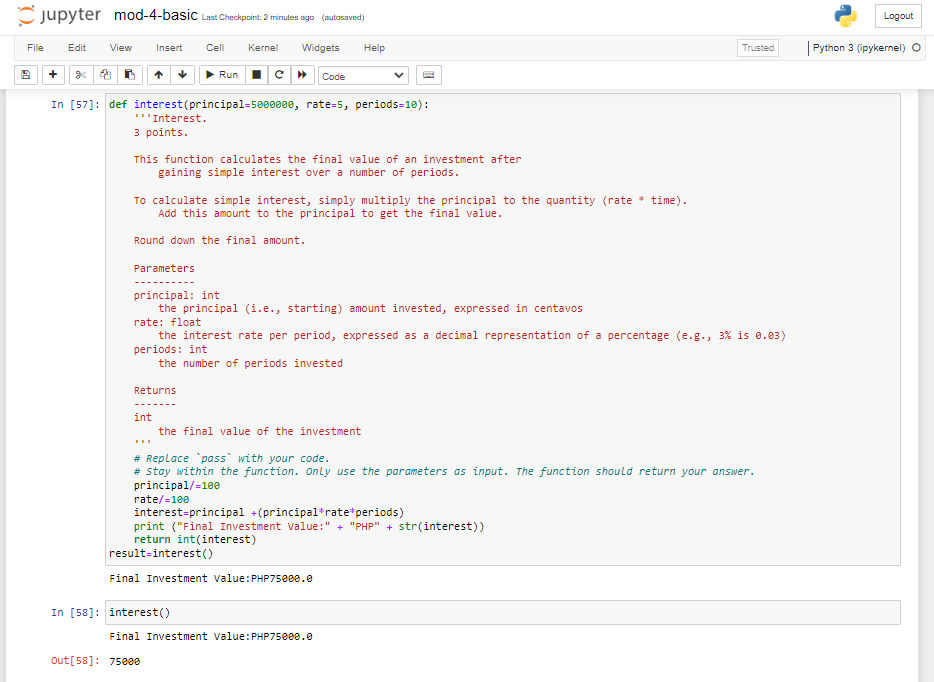 jupyter mod-4-basic Last Checkpoint: 2 minutes ago (autosaved) Logout
File Edit View Insert Cell Kernel Widgets Help Trusted Python 3 (ipykernel)
Run Code
In [57]: def interest(principal=5000000, rate=5, periods=10):
'''Interest.
3 points.
This function calculates the final value of an investment after
gaining simple interest over a number of periods.
To calculate simple interest, simply multiply the principal to the quantity (rate * time).
Add this amount to the principal to get the final value.
Round down the final amount.
Parameters
----------
principal: int
the principal (i.e., starting) amount invested, expressed in centavos
rate: float
the interest rate per period, expressed as a decimal representation of a percentage (e.g., 3% is 0.03)
periods: int
the number of periods invested
Returns
-------
int
the final value of the investment
'''
# Replace `pass` with your code.
# Stay within the function. Only use the parameters as input. The function should return your answer.
principal/=100
rate/=100
interest=principal +(principal*rate*periods)
print ("Final Investment Value:" + "PHP" + str(interest))
return int(interest)
result=interest()
Final Investment Value:PHP75000.0
In [58]: interest()
Final Investment Value:PHP75000.0
Out[58]: 75000